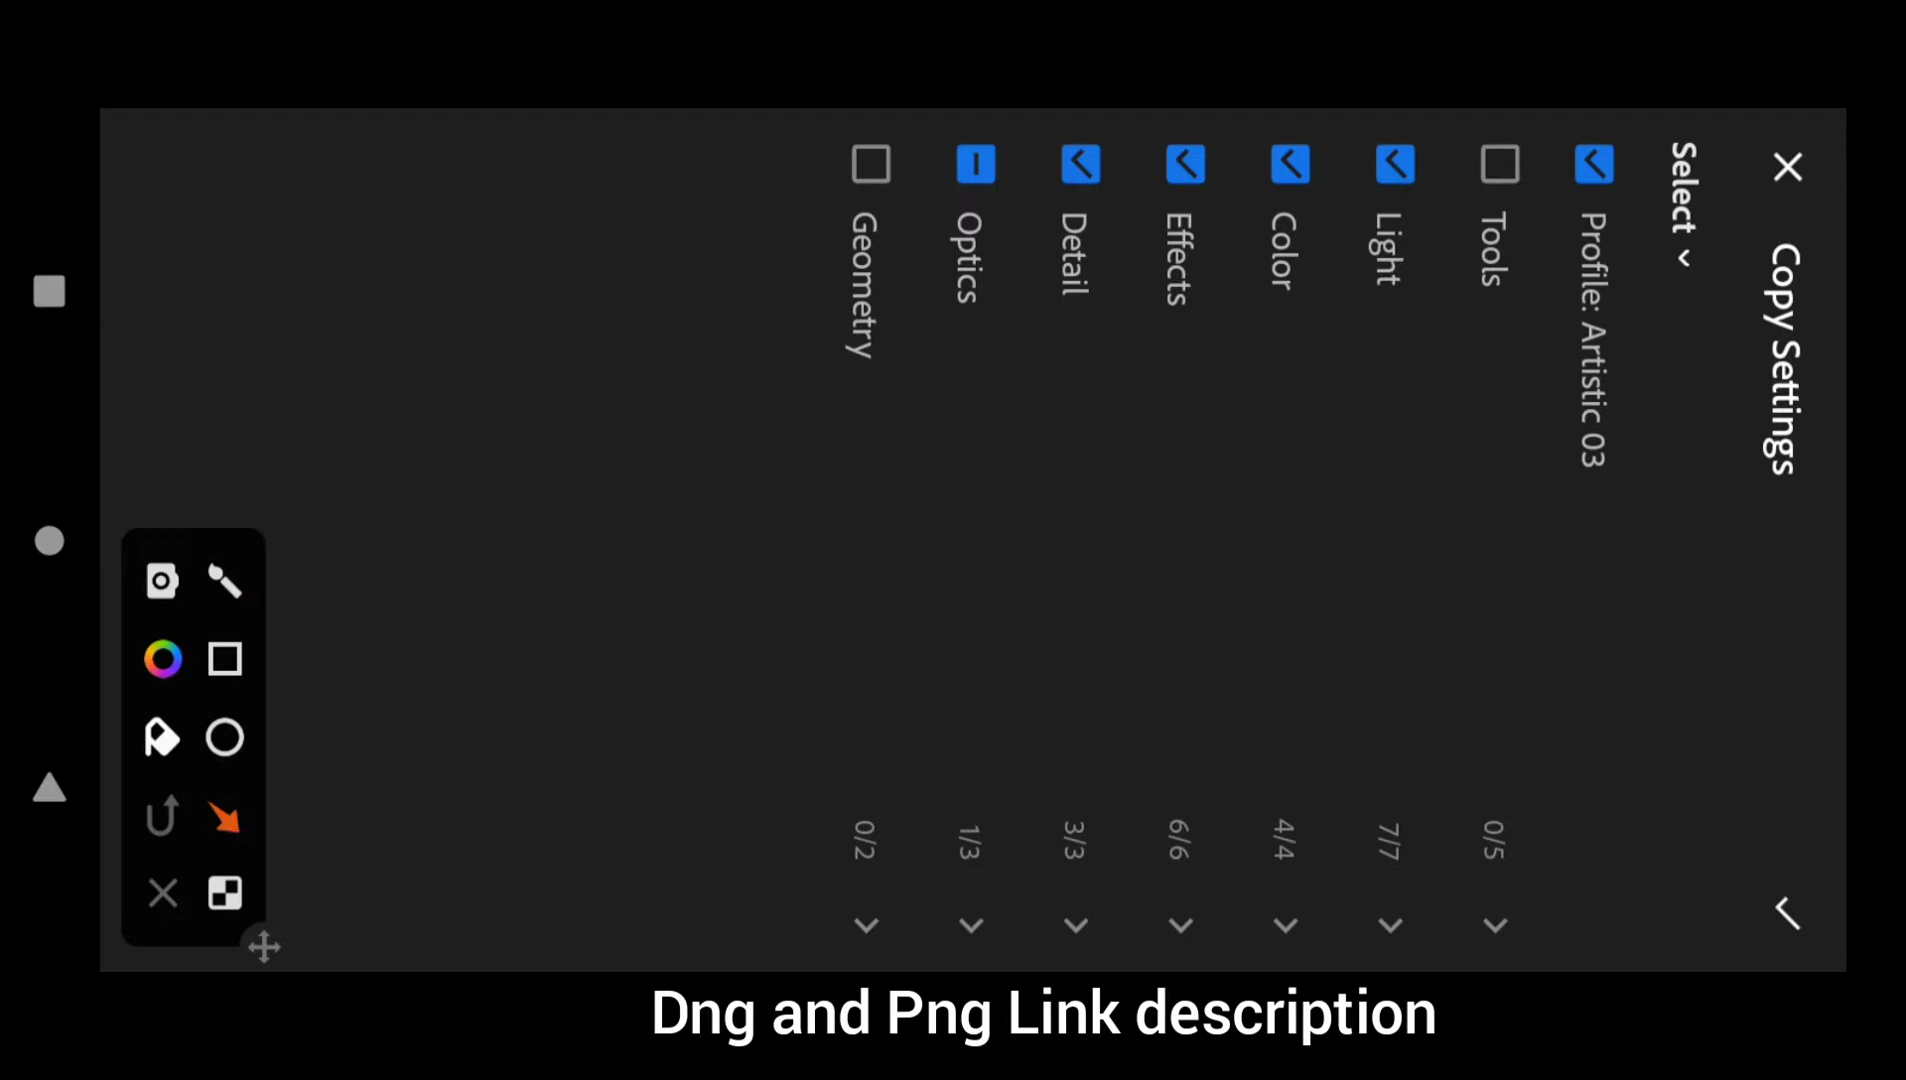 Copy Settings
Select
Profile: Artistic 03
Tools 0/5
Light 7/7
Color 4/4
Effects 6/6
Detail 3/3
Optics 1/3
Geometry 0/2
Dng and Png Link description